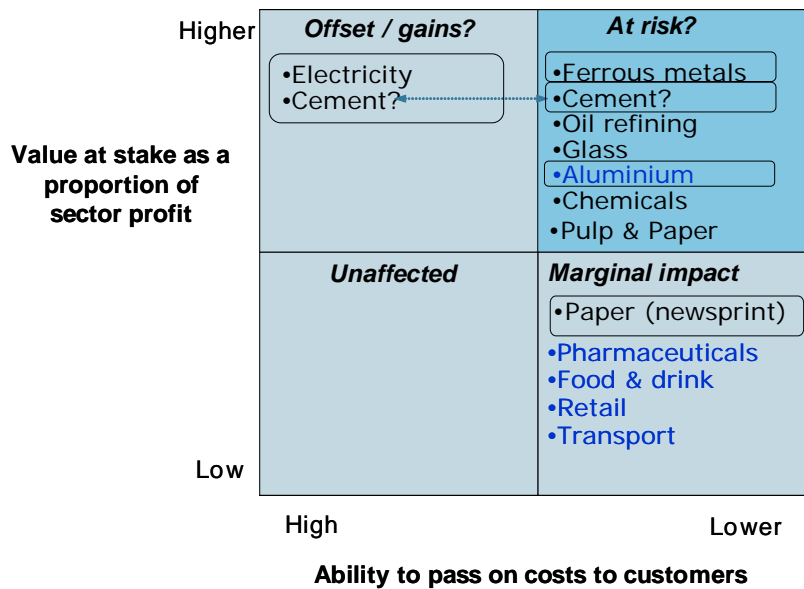 Higher
Offset / gains?
At risk?
•Electricity
•Cement?
•Ferrous metals
•Cement?
•Oil refining
•Glass
•Aluminium
•Chemicals
•Pulp & Paper
Value at stake as a
proportion of
sector profit
Unaffected
Marginal impact
•Paper (newsprint)
•Pharmaceuticals
•Food & drink
•Retail
•Transport
Low
High
Lower
Ability to pass on costs to customers